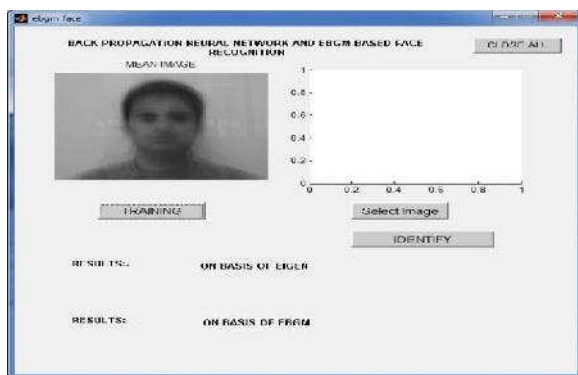 ebgm face
BACK PROPAGATION NEURAL NETWORK AND EBGM BASED FACE
RECOGNITION
CLOSE ALL
MEAN IMAGE
1
0.8
0.6
0.4
0.2
0
0 0.2 0.4 0.6 0.8 1
TRAINING
Select Image
IDENTIFY
RESULTS:- ON BASIS OF EIGEN
RESULTS: ON BASIS OF EBGM